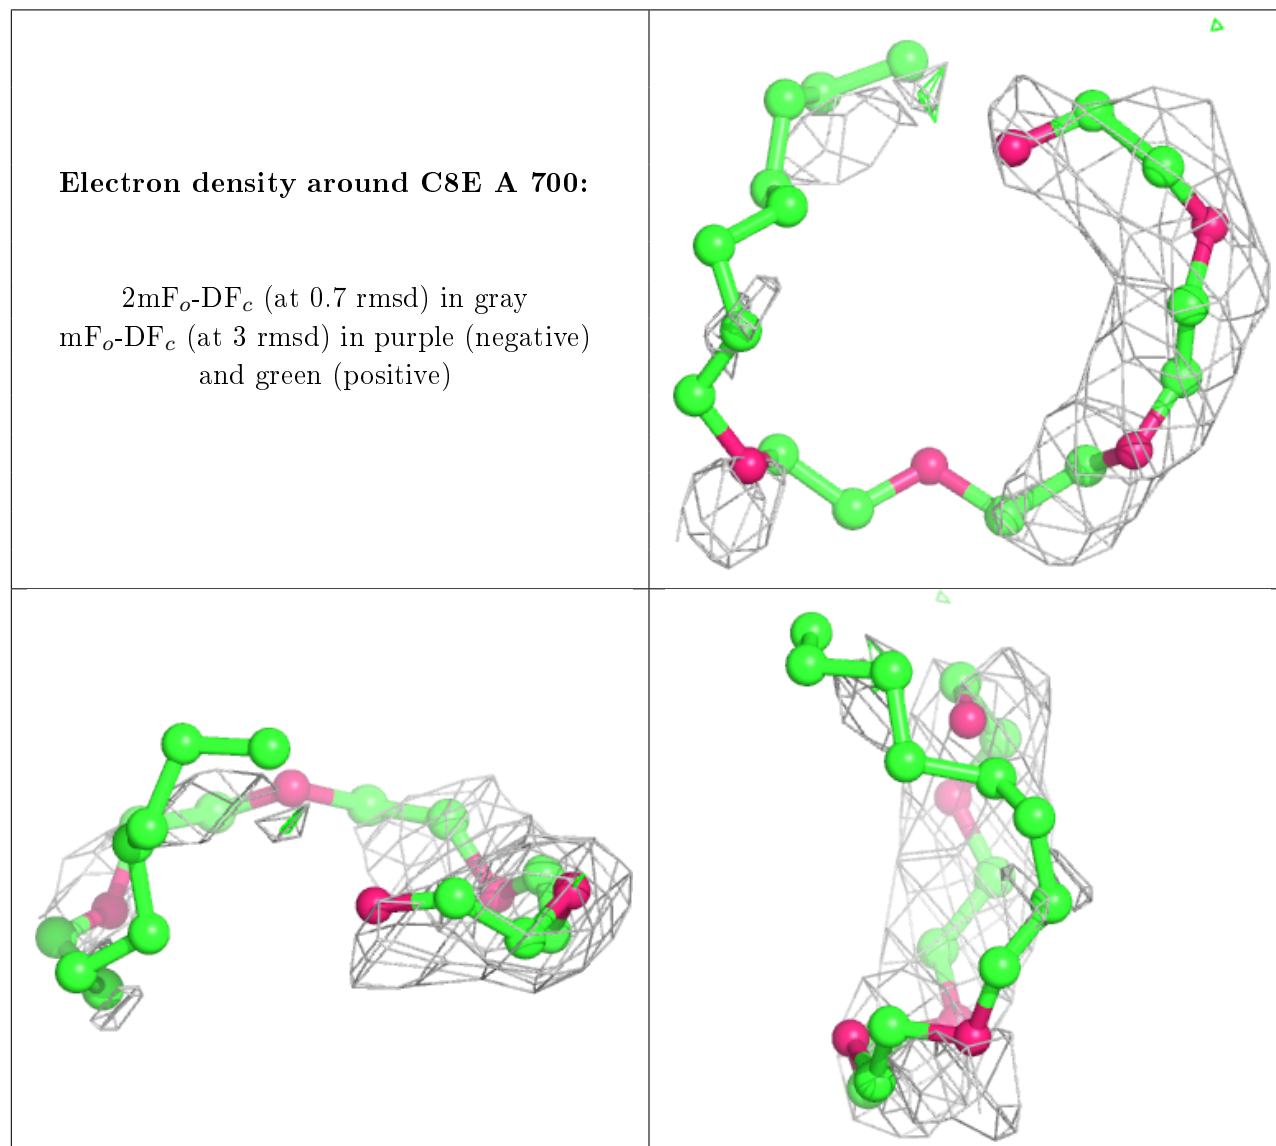 Electron density around C8E A 700:
2mFo-DFc (at 0.7 rmsd) in gray
mFo-DFc (at 3 rmsd) in purple (negative)
and green (positive)